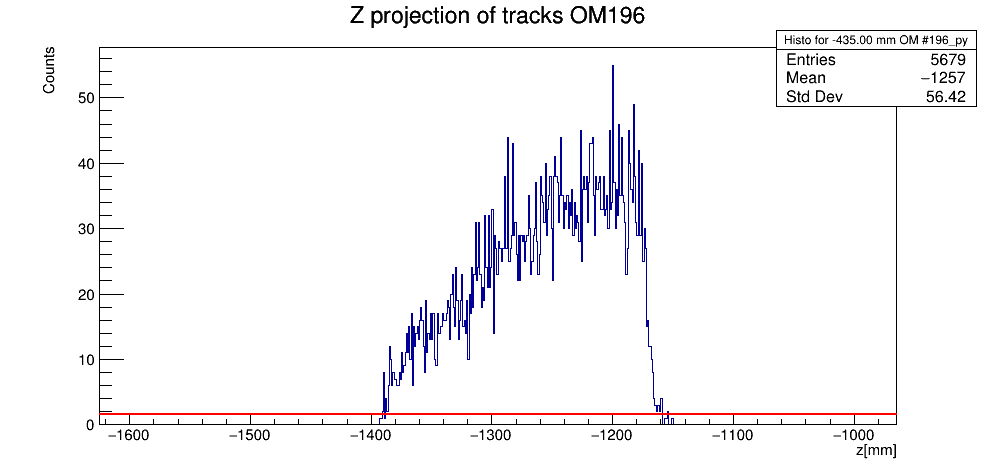 Z projection of tracks OM196
Histo for -435.00 mm OM #196_py
Entries 5679
Mean −1257
Std Dev 56.42
Counts
50
40
30
20
10
0
−1600 −1500 −1400 −1300 −1200 −1100 −1000
z[mm]